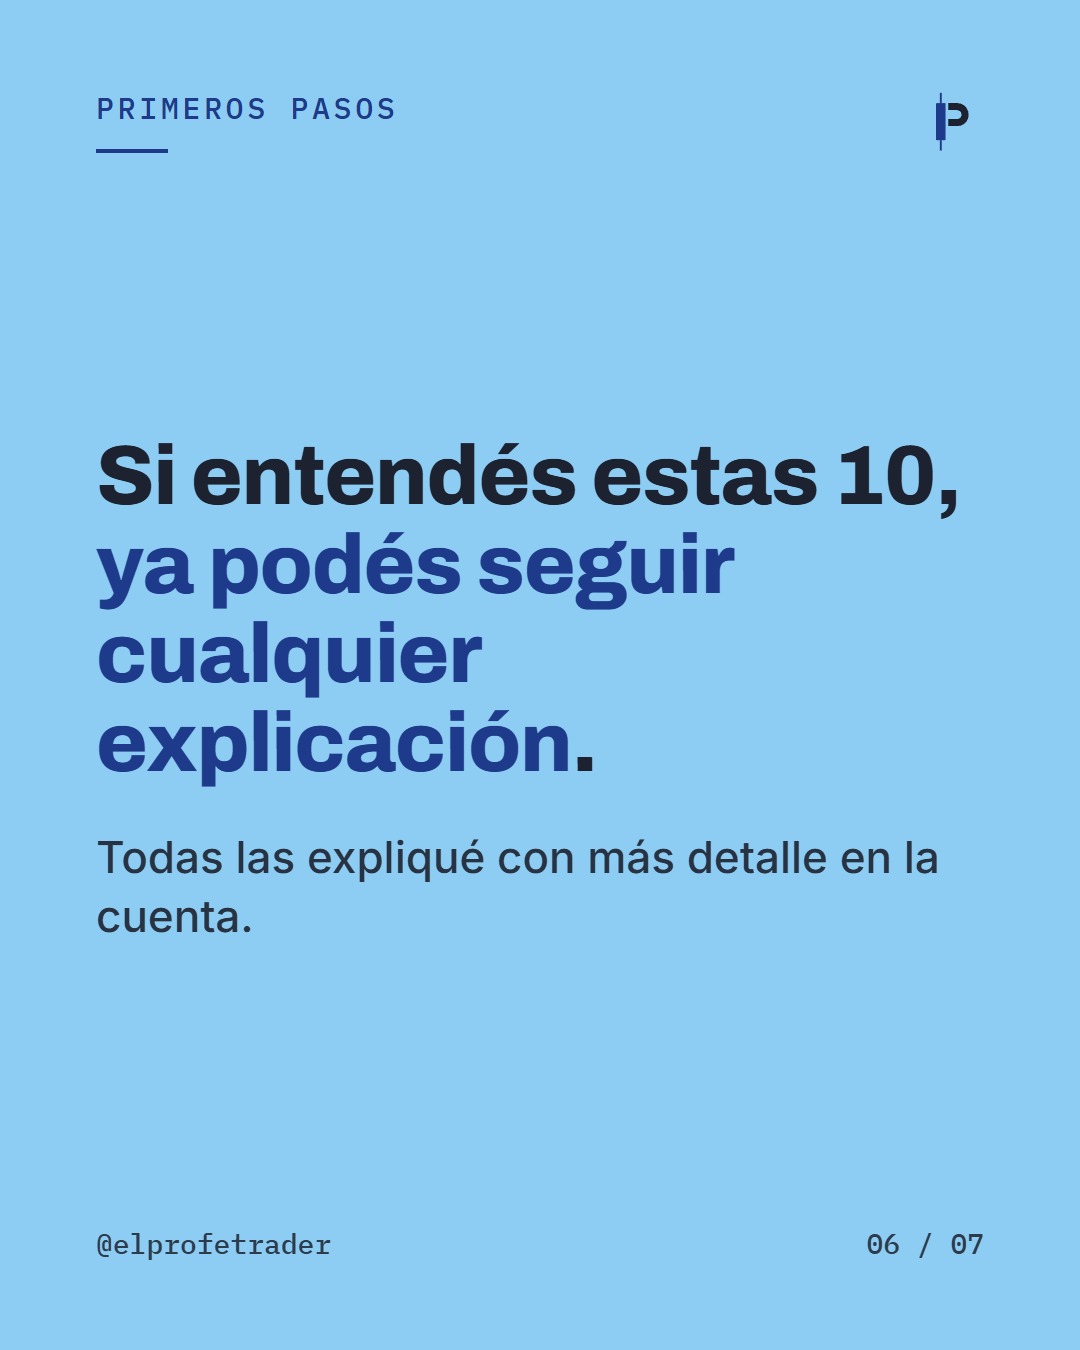 PRIMEROS PASOS
Si entendés estas 10,
ya podés seguir
cualquier
explicación.
Todas las expliqué con más detalle en la
cuenta.
@elprofetrader
06 / 07